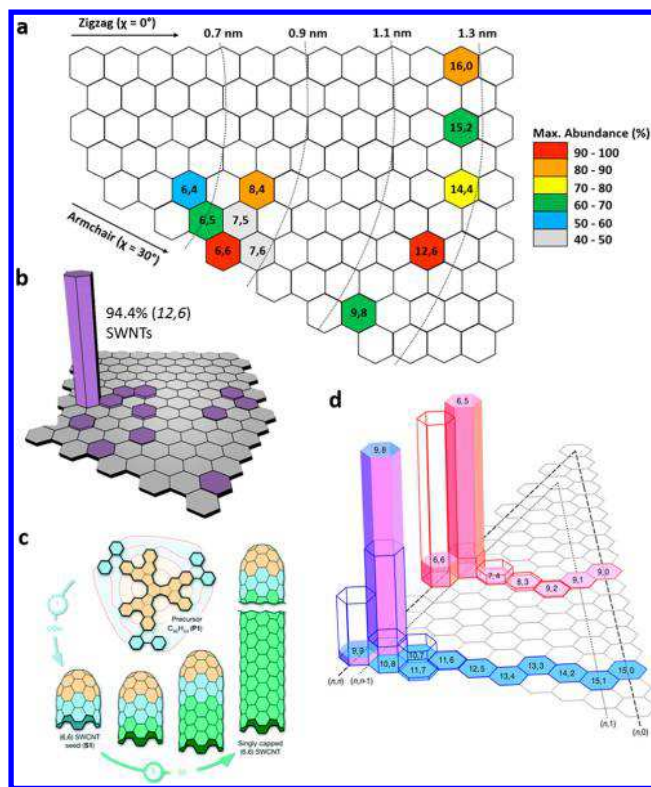 Zigzag (χ = 0°)
a
0.7 nm
0.9 nm
1.1 nm
1.3 nm
16,0
15,2
Max. Abundance (%)
90 - 100
80 - 90
70 - 80
60 - 70
50 - 60
40 - 50
6,4
8,4
14,4
6,5
7,5
Armchair (χ = 30°)
6,6
7,6
12,6
9,8
b
94.4% (12,6)
SWNTs
d
6,5
9,8
6,6
7,4
8,3
9,2
9,1
9,0
9,9
10,8
10,7
11,7
11,6
12,5
13,4
13,3
14,2
15,1
15,0
(n,n)
(n,n-1)
(n,1)
(n,0)
c
Precursor
(P1)
(6,6) SWCNT
seed (S1)
Singly capped
(6,6) SWCNT